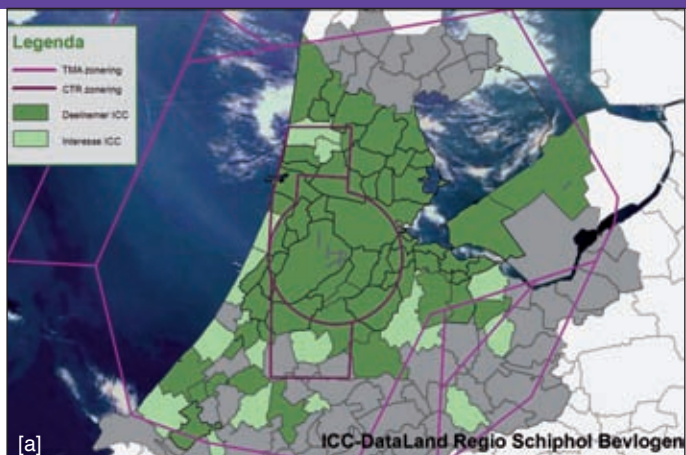 Legenda
TMA zonering
CTR zonering
Deelnemer ICC
Interesse ICC
[a]
ICC-DataLand Regio Schiphol Bevlogen